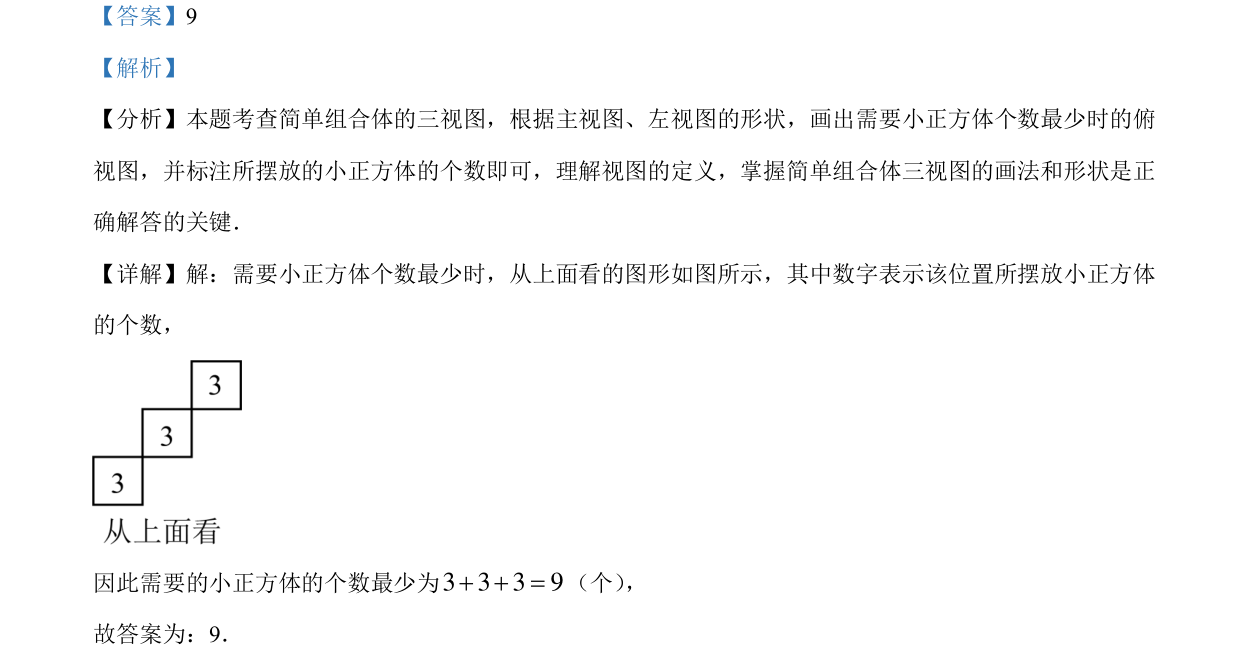 【答案】9
【解析】
【分析】本题考查简单组合体的三视图，根据主视图、左视图的形状，画出需要小正方体个数最少时的俯
视图，并标注所摆放的小正方体的个数即可，理解视图的定义，掌握简单组合体三视图的画法和形状是正
确解答的关键．
【详解】解：需要小正方体个数最少时，从上面看的图形如图所示，其中数字表示该位置所摆放小正方体
的个数，
3
3
3
从上面看
因此需要的小正方体的个数最少为3+3+3=9（个），
故答案为：9．